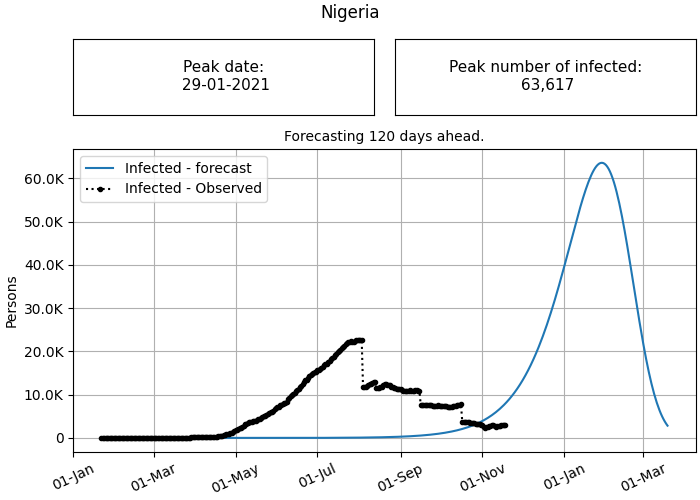 Nigeria
Peak date:
29-01-2021
Peak number of infected:
63,617
Forecasting 120 days ahead.
Infected - forecast
Infected - Observed
Persons
60.0K
50.0K
40.0K
30.0K
20.0K
10.0K
0
01-Jan
01-Mar
01-May
01-Jul
01-Sep
01-Nov
01-Jan
01-Mar